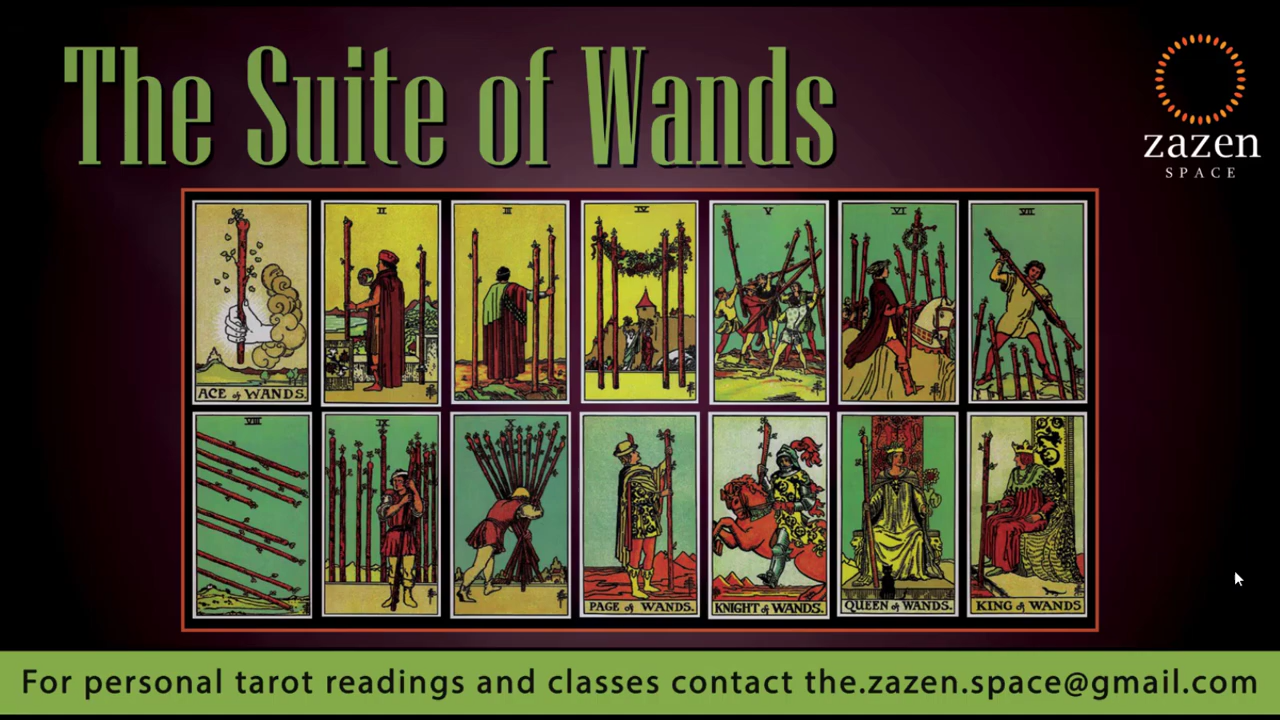 The Suite of Wands
zazen
SPACE
II
III
IV
V
VI
VII
ACE of WANDS.
VIII
IX
X
PAGE of WANDS.
KNIGHT of WANDS.
QUEEN of WANDS.
KING of WANDS
For personal tarot readings and classes contact the.zazen.space@gmail.com